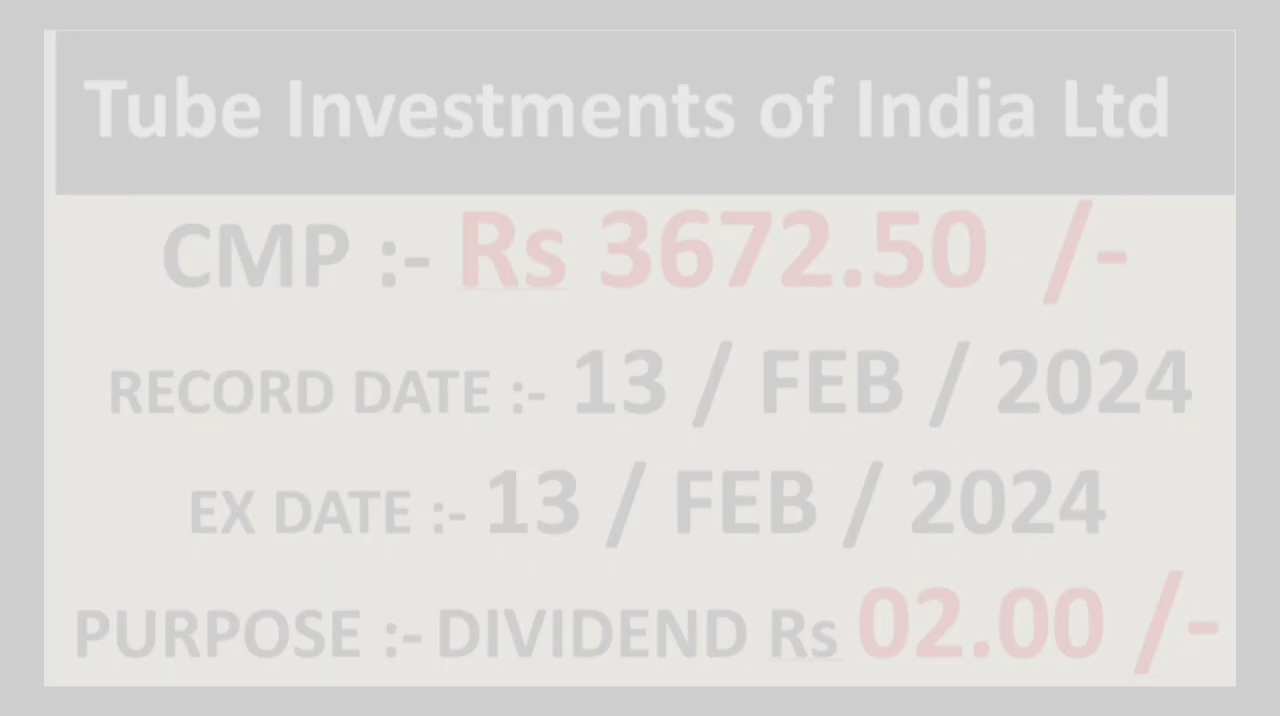 Tube Investments of India Ltd
CMP :- Rs 3672.50 /-
RECORD DATE :- 13 / FEB / 2024
EX DATE :- 13 / FEB / 2024
PURPOSE :- DIVIDEND Rs 02.00 /-